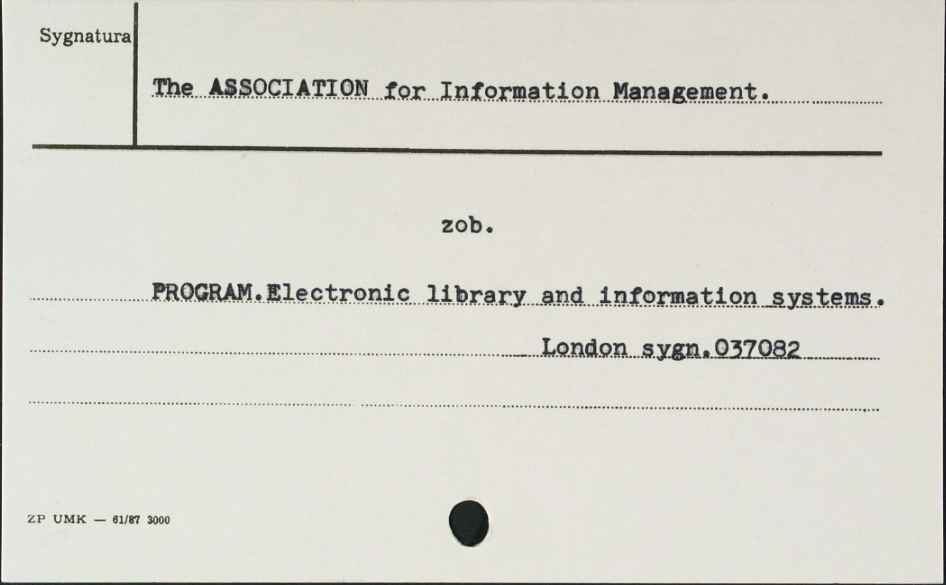 Sygnatura
The ASSOCIATION for Information Management.
zob.
PROGRAM.Electronic library and information systems.
London sygn.037082
ZP UMK — 61/87 3000